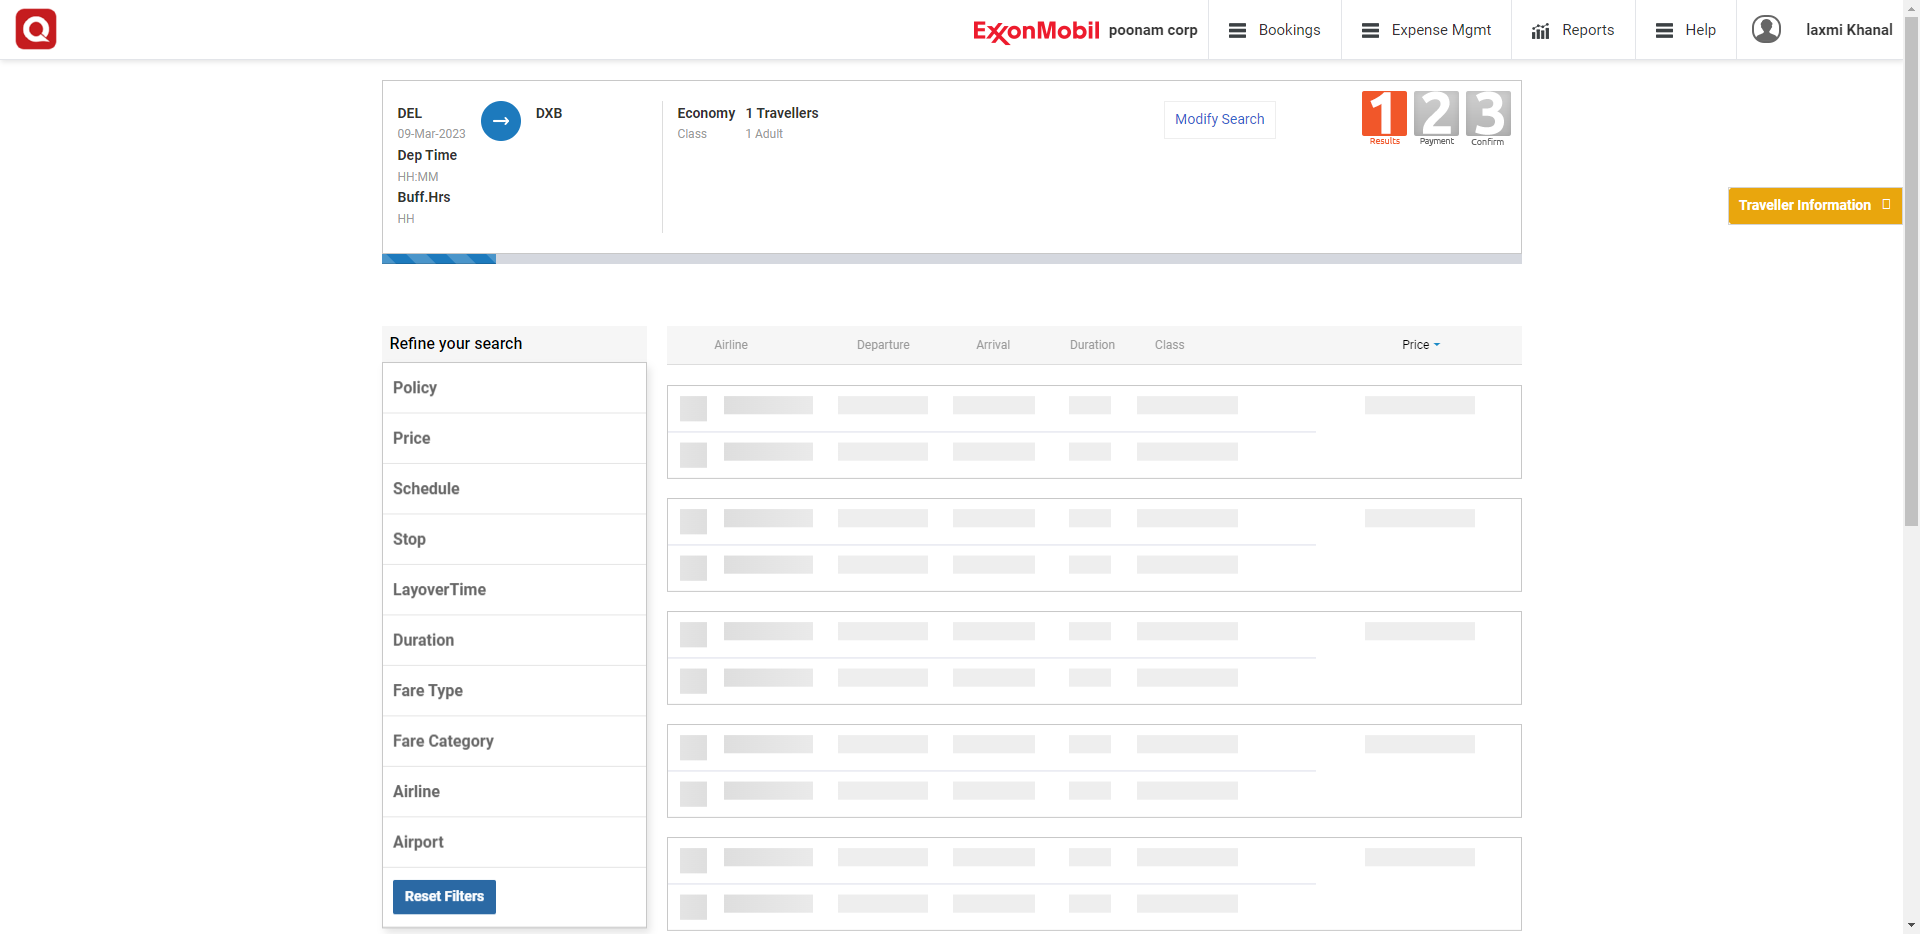 Q
ExxonMobil poonam corp Bookings Expense Mgmt Reports Help laxmi Khanal
DEL DXB
09-Mar-2023
Dep Time
HH:MM
Buff.Hrs
HH
Economy 1 Travellers
Class 1 Adult
Modify Search
1 2 3
Results Payment Confirm
Traveller Information
Refine your search
Policy
Price
Schedule
Stop
LayoverTime
Duration
Fare Type
Fare Category
Airline
Airport
Reset Filters
Airline Departure Arrival Duration Class Price